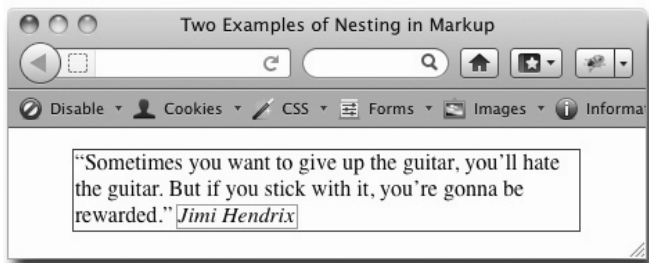 Two Examples of Nesting in Markup
Disable Cookies CSS Forms Images Informa
“Sometimes you want to give up the guitar, you’ll hate
the guitar. But if you stick with it, you’re gonna be
rewarded.” Jimi Hendrix